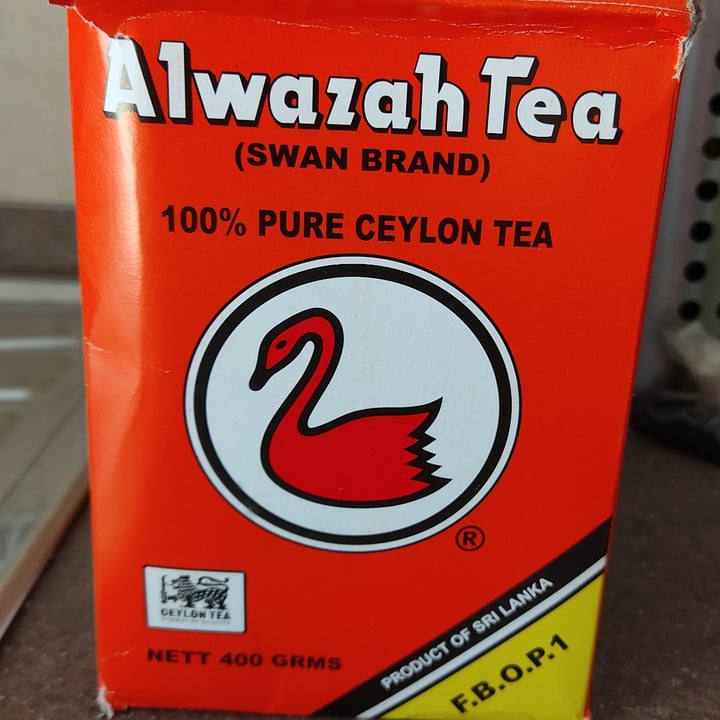 Alwazah Tea
(SWAN BRAND)
100% PURE CEYLON TEA
®
CEYLON TEA
NETT 400 GRMS
PRODUCT OF SRI LANKA
F.B.O.P.1